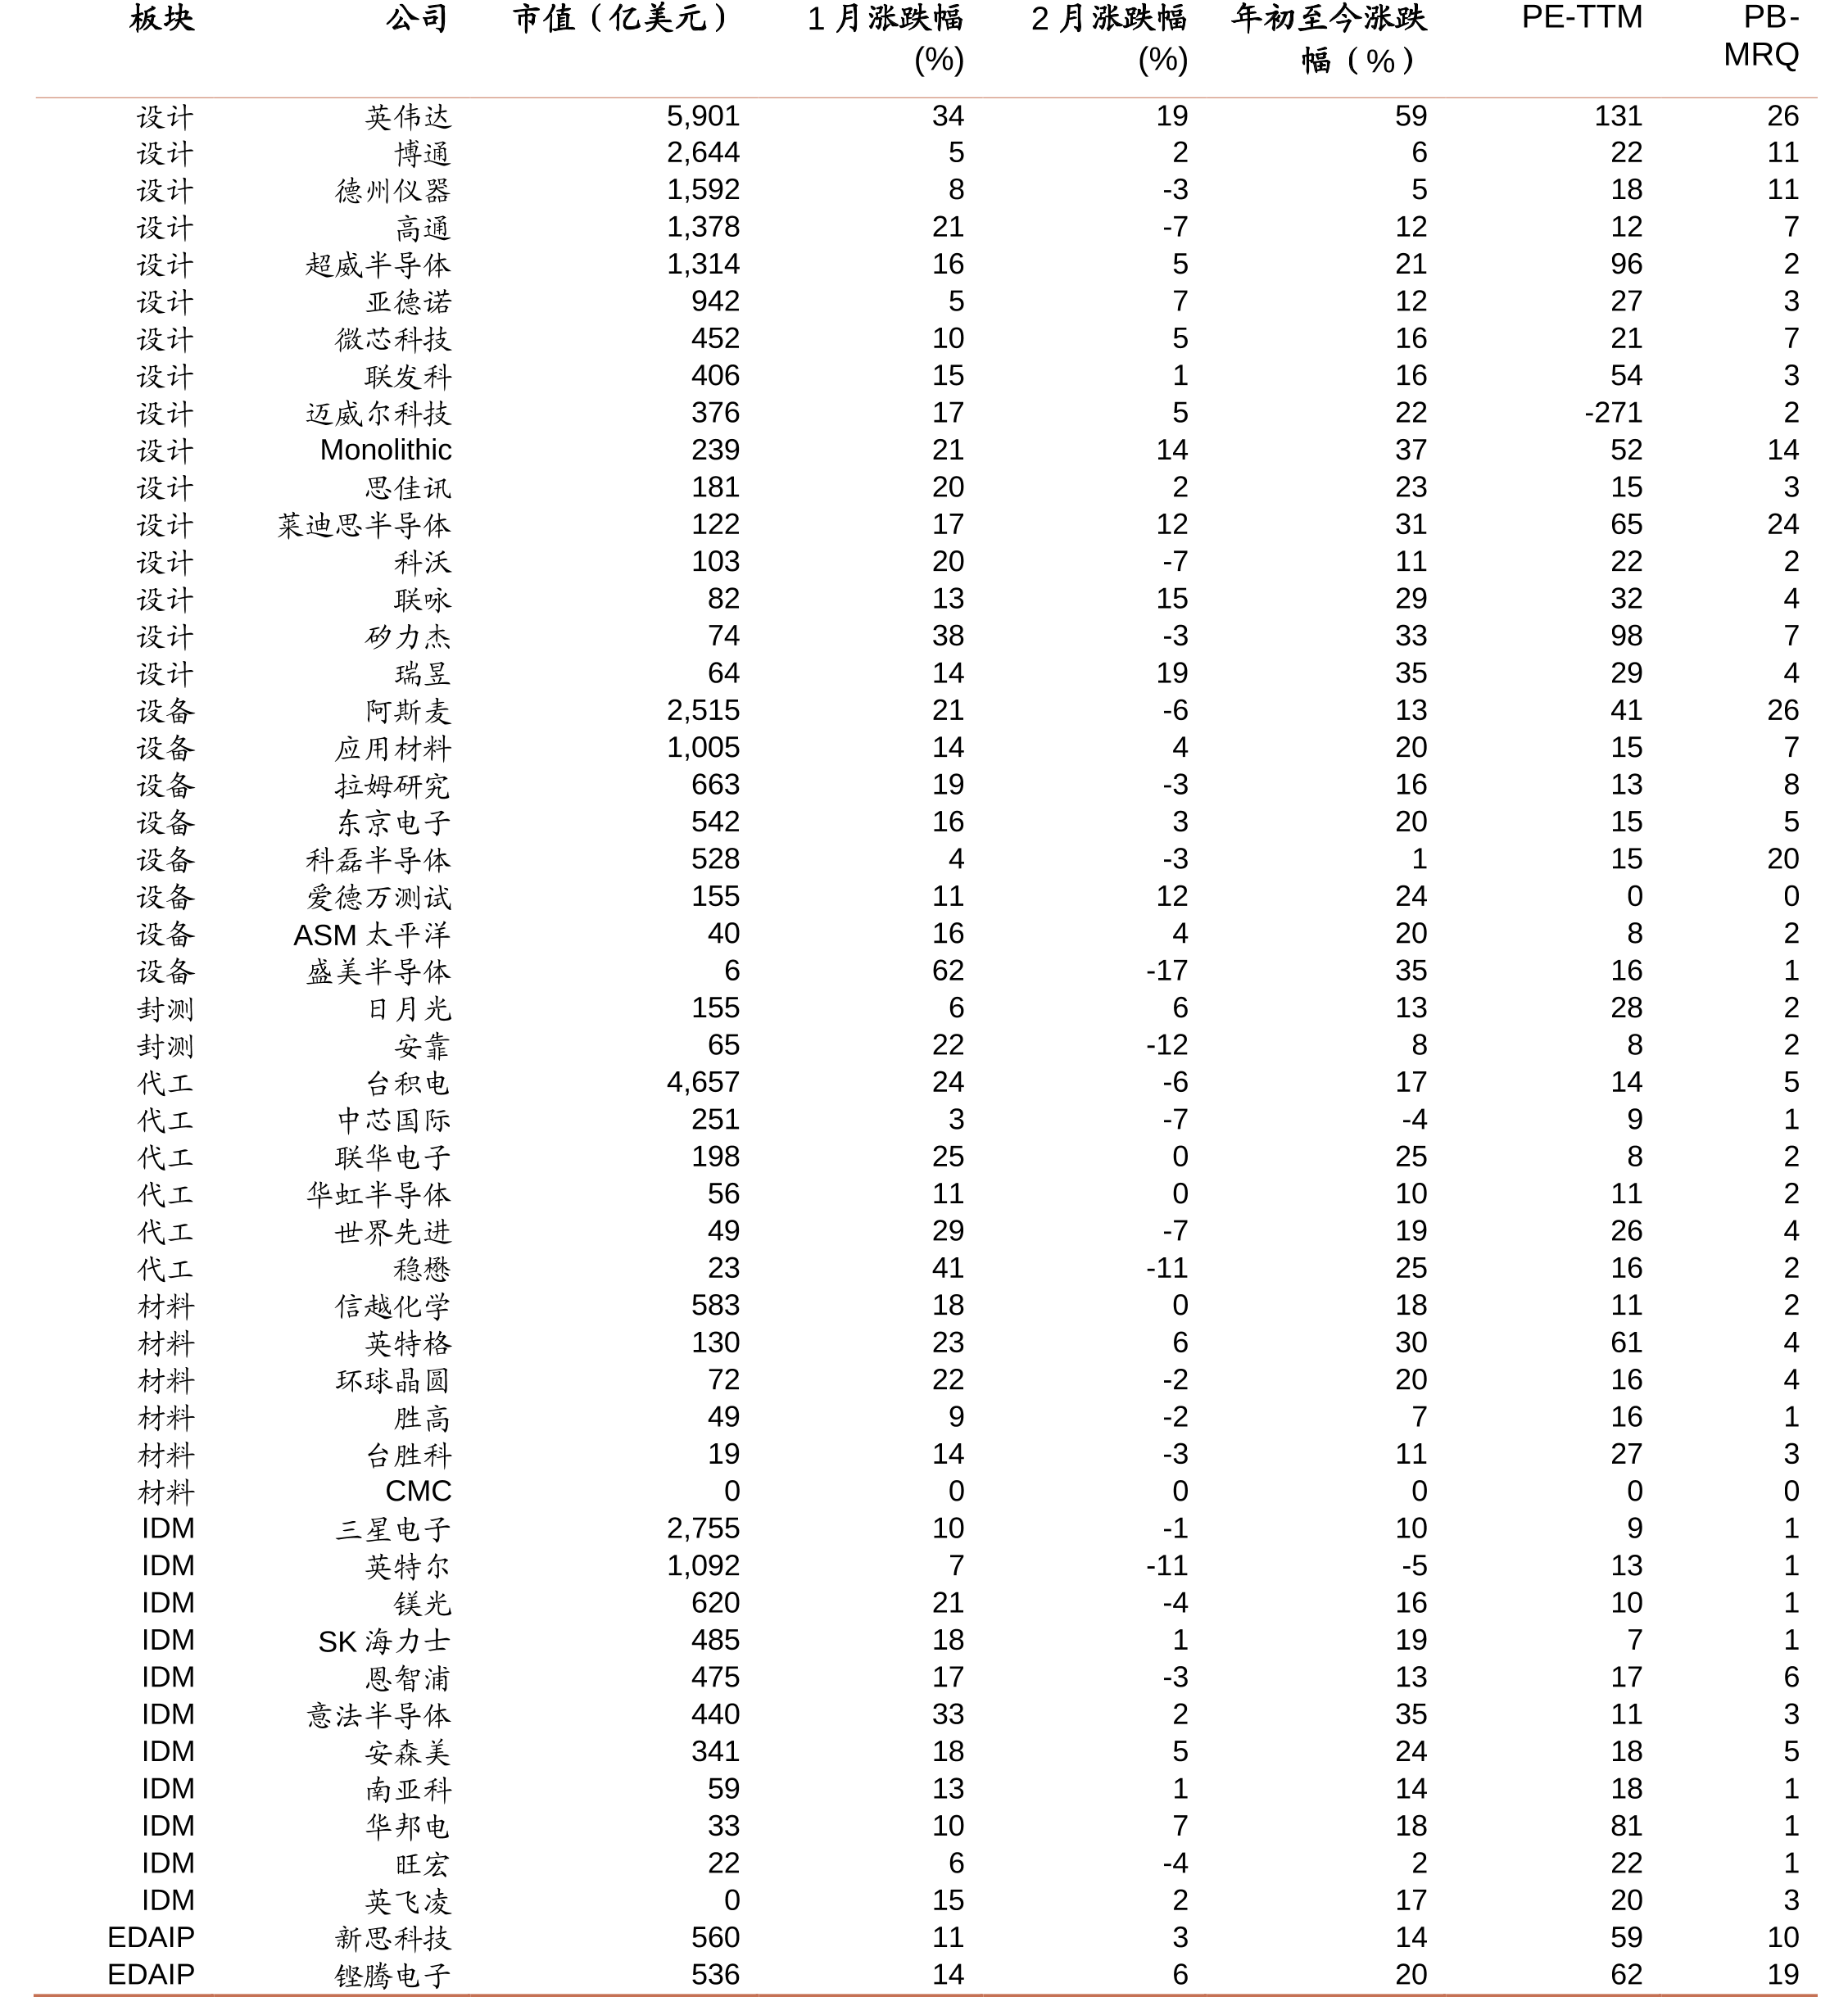 板块 公司 市值（亿美元） 1 月涨跌幅 2 月涨跌幅 年初至今涨跌 PE-TTM PB-
(%) (%) 幅（%） MRQ
设计 英伟达 5,901 34 19 59 131 26
设计 博通 2,644 5 2 6 22 11
设计 德州仪器 1,592 8 -3 5 18 11
设计 高通 1,378 21 -7 12 12 7
设计 超威半导体 1,314 16 5 21 96 2
设计 亚德诺 942 5 7 12 27 3
设计 微芯科技 452 10 5 16 21 7
设计 联发科 406 15 1 16 54 3
设计 迈威尔科技 376 17 5 22 -271 2
设计 Monolithic 239 21 14 37 52 14
设计 思佳讯 181 20 2 23 15 3
设计 莱迪思半导体 122 17 12 31 65 24
设计 科沃 103 20 -7 11 22 2
设计 联咏 82 13 15 29 32 4
设计 矽力杰 74 38 -3 33 98 7
设计 瑞昱 64 14 19 35 29 4
设备 阿斯麦 2,515 21 -6 13 41 26
设备 应用材料 1,005 14 4 20 15 7
设备 拉姆研究 663 19 -3 16 13 8
设备 东京电子 542 16 3 20 15 5
设备 科磊半导体 528 4 -3 1 15 20
设备 爱德万测试 155 11 12 24 0 0
设备 ASM 太平洋 40 16 4 20 8 2
设备 盛美半导体 6 62 -17 35 16 1
封测 日月光 155 6 6 13 28 2
封测 安靠 65 22 -12 8 8 2
代工 台积电 4,657 24 -6 17 14 5
代工 中芯国际 251 3 -7 -4 9 1
代工 联华电子 198 25 0 25 8 2
代工 华虹半导体 56 11 0 10 11 2
代工 世界先进 49 29 -7 19 26 4
代工 稳懋 23 41 -11 25 16 2
材料 信越化学 583 18 0 18 11 2
材料 英特格 130 23 6 30 61 4
材料 环球晶圆 72 22 -2 20 16 4
材料 胜高 49 9 -2 7 16 1
材料 台胜科 19 14 -3 11 27 3
材料 CMC 0 0 0 0 0 0
IDM 三星电子 2,755 10 -1 10 9 1
IDM 英特尔 1,092 7 -11 -5 13 1
IDM 镁光 620 21 -4 16 10 1
IDM SK 海力士 485 18 1 19 7 1
IDM 恩智浦 475 17 -3 13 17 6
IDM 意法半导体 440 33 2 35 11 3
IDM 安森美 341 18 5 24 18 5
IDM 南亚科 59 13 1 14 18 1
IDM 华邦电 33 10 7 18 81 1
IDM 旺宏 22 6 -4 2 22 1
IDM 英飞凌 0 15 2 17 20 3
EDAIP 新思科技 560 11 3 14 59 10
EDAIP 铿腾电子 536 14 6 20 62 19